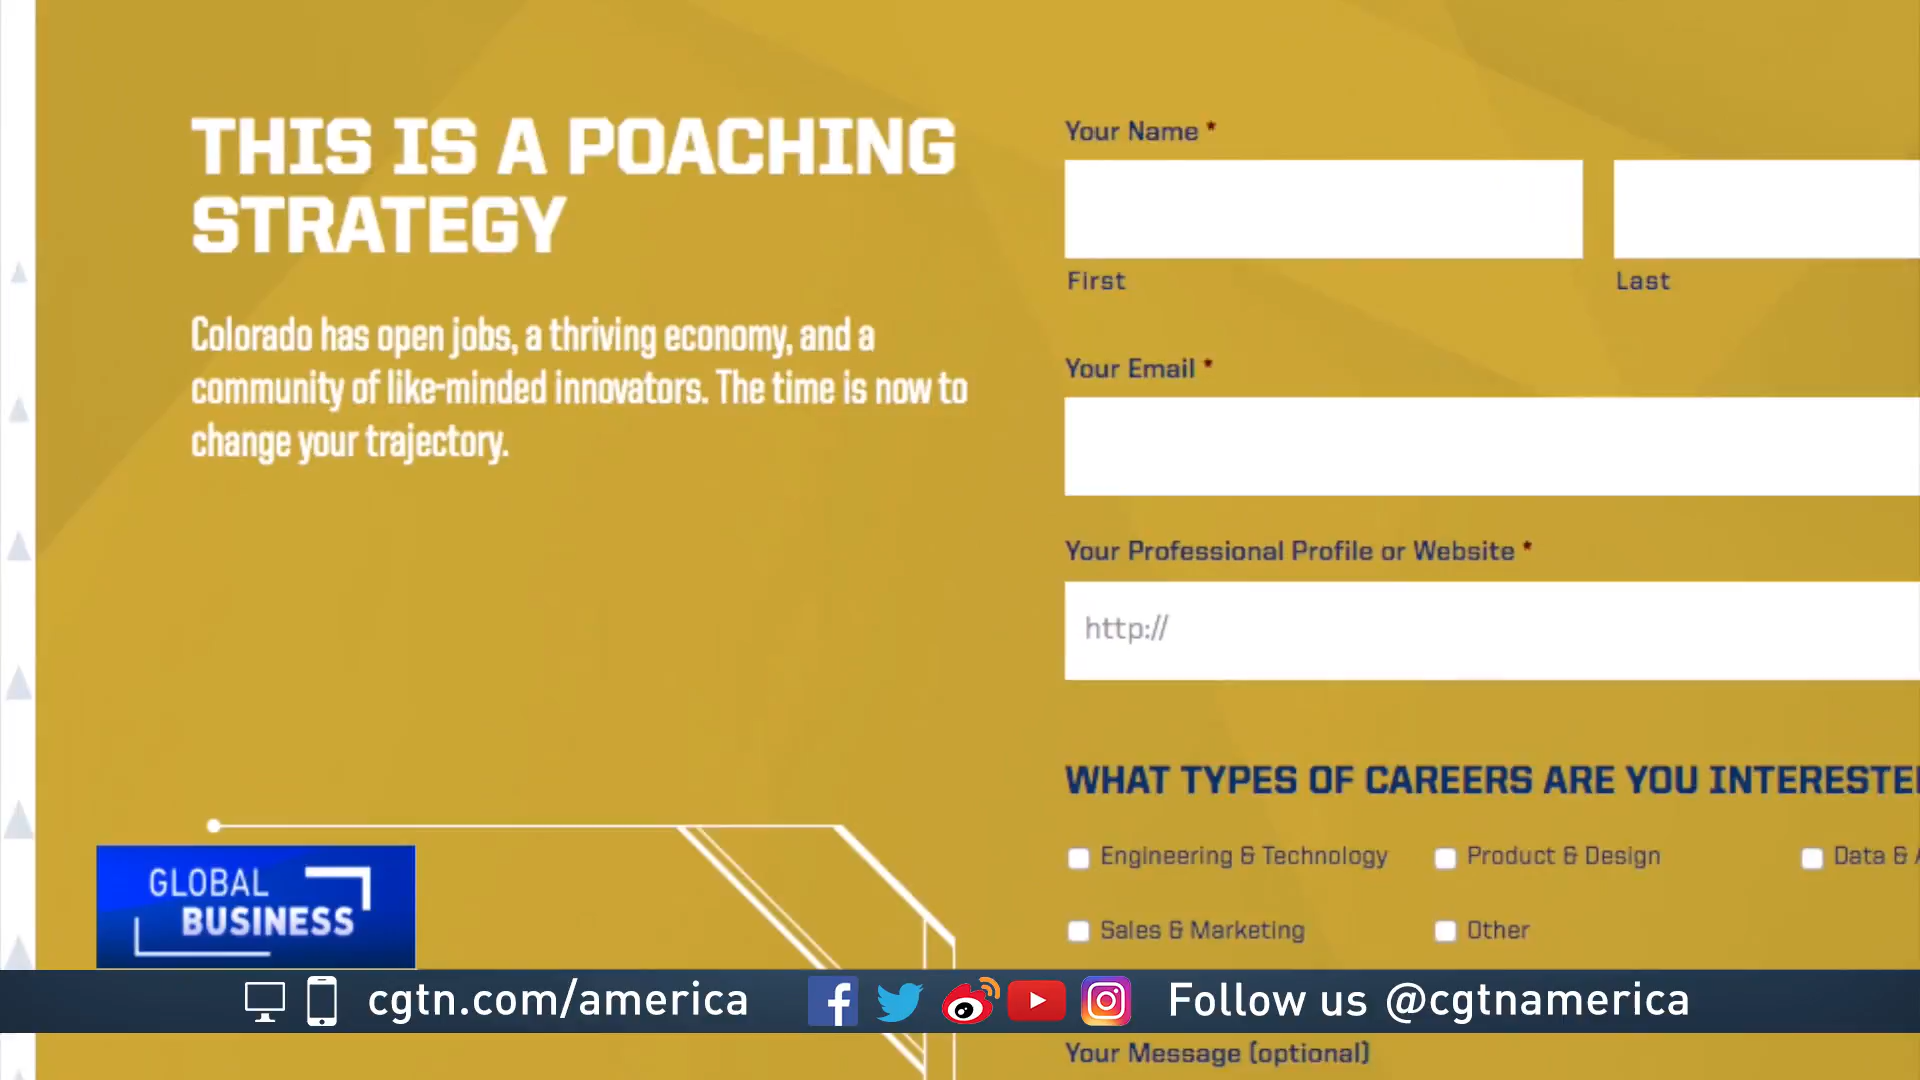 THIS IS A POACHING
STRATEGY
Colorado has open jobs, a thriving economy, and a
community of like-minded innovators. The time is now to
change your trajectory.
Your Name *
First
Last
Your Email *
Your Professional Profile or Website *
http://
WHAT TYPES OF CAREERS ARE YOU INTERESTE
Engineering & Technology
Product & Design
Data &
Sales & Marketing
Other
GLOBAL
BUSINESS
cgtn.com/america
Follow us @cgtnamerica
Your Message (optional)